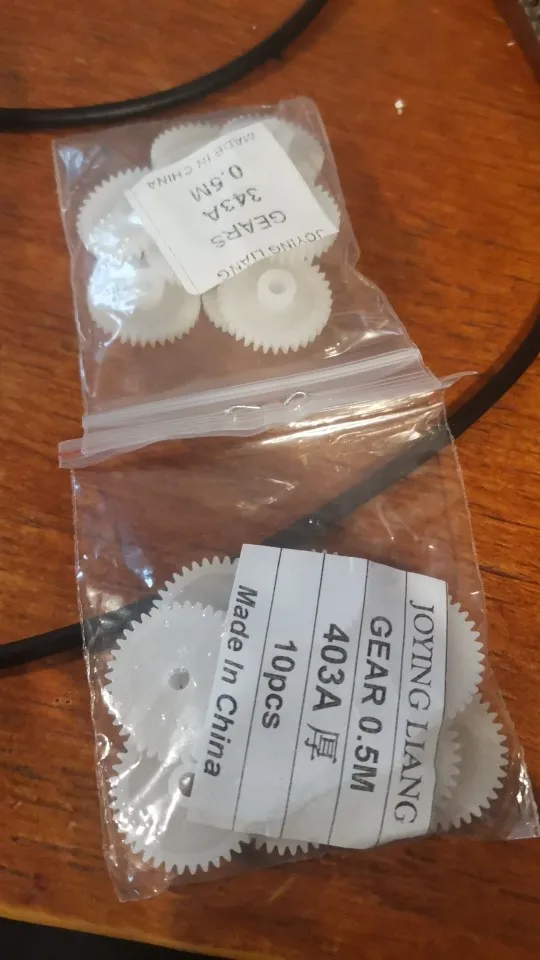 JOYING LIANG
GEARS
343A
0.5M
MADE IN CHINA
JOYING LIANG
GEAR 0.5M
403A 厚
10pcs
Made In China